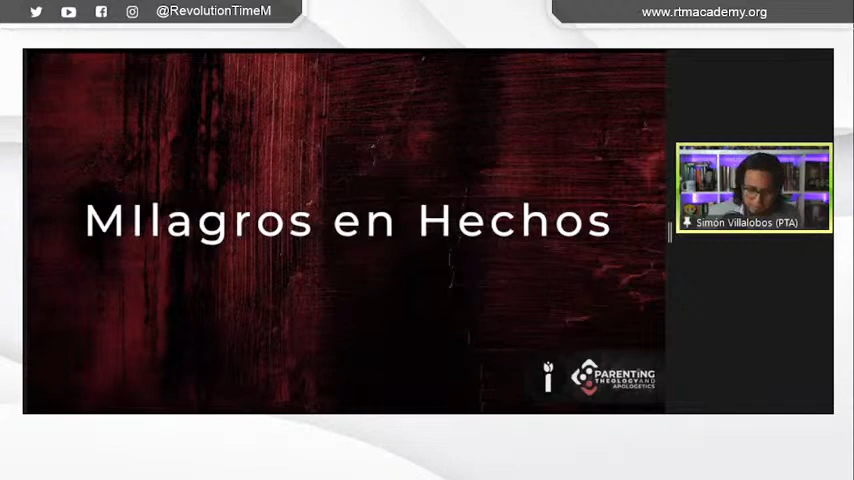 @RevolutionTimeM
www.rtmacademy.org
MIlagros en Hechos
Simón Villalobos (PTA)
PARENTING
THEOLOGY AND
APOLOGETICS